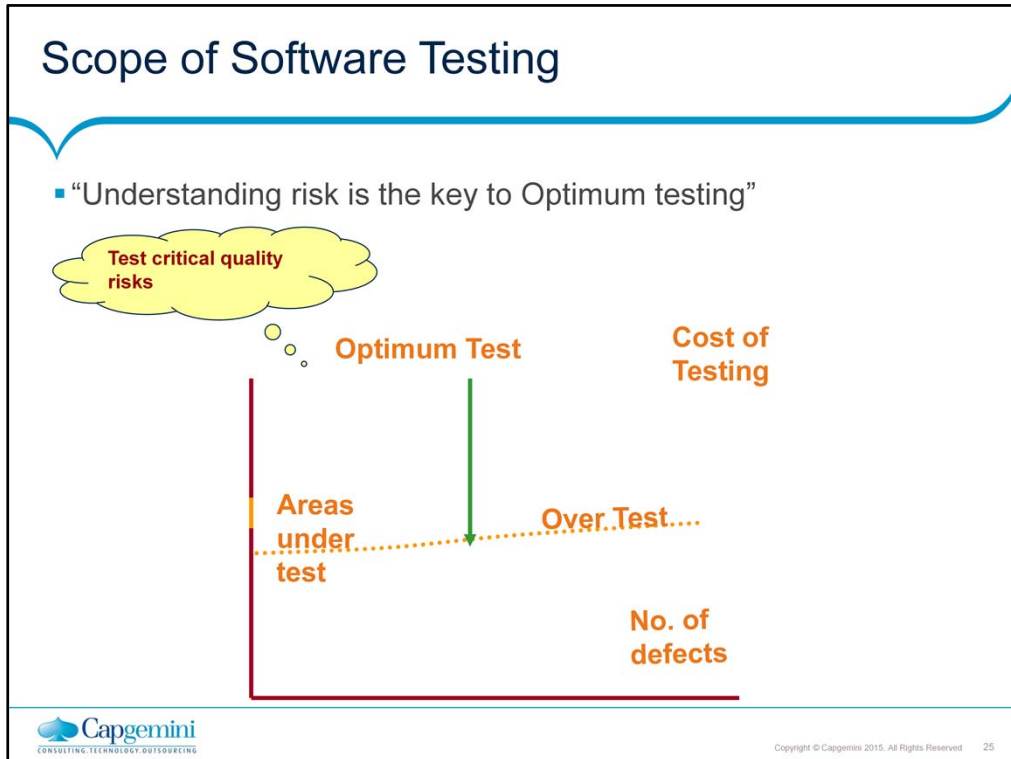 Scope of Software Testing
▪ “Understanding risk is the key to Optimum testing”
Test critical quality
risks
Optimum Test
Cost of
Testing
Areas
under
test
Over Test
No. of
defects
Capgemini
CONSULTING.TECHNOLOGY.OUTSOURCING
Copyright © Capgemini 2015. All Rights Reserved 25